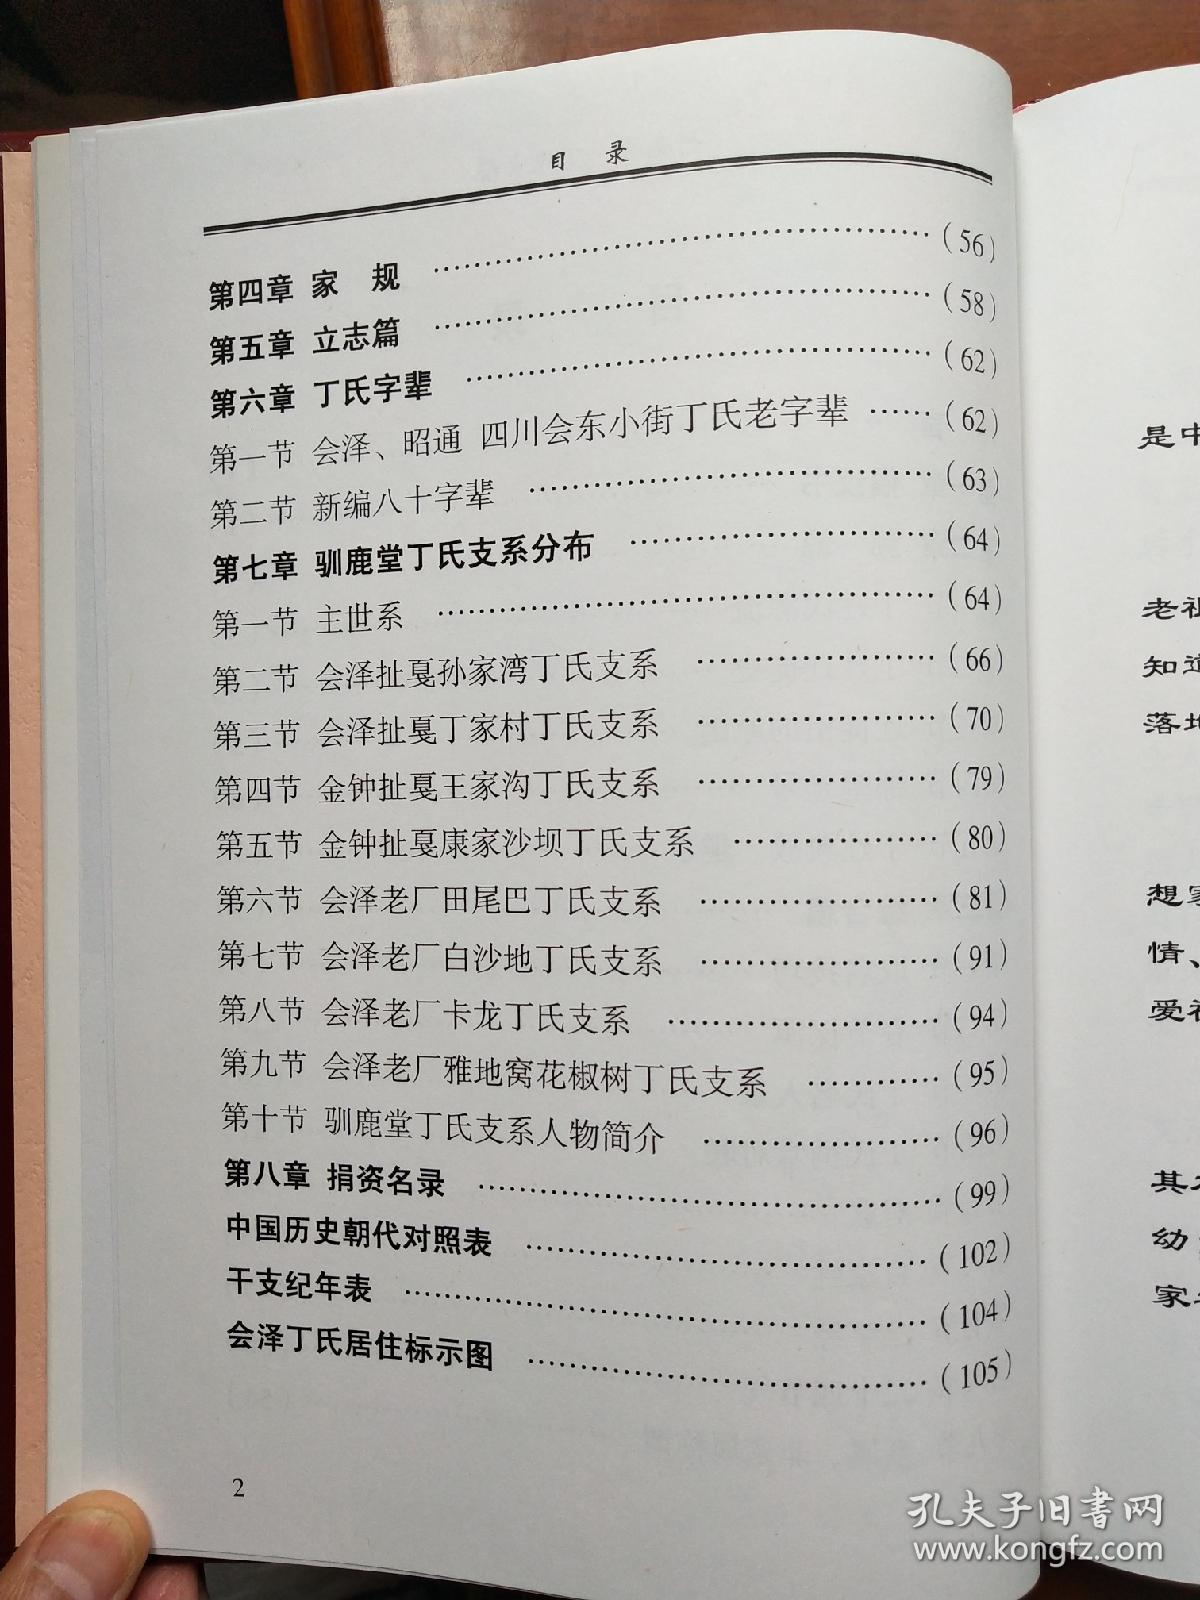 目 录
第四章 家 规 ……………………………………(56)
第五章 立志篇 ……………………………………(58)
第六章 丁氏字辈 …………………………………(62)
第一节 会泽、昭通 四川会东小街丁氏老字辈 ……(62)
第二节 新编八十字辈 ……………………………(63)
第七章 驯鹿堂丁氏支系分布 ……………………(64)
第一节 主世系 ……………………………………(64)
第二节 会泽扯戛孙家湾丁氏支系 ………………(66)
第三节 会泽扯戛丁家村丁氏支系 ………………(70)
第四节 金钟扯戛王家沟丁氏支系 ………………(79)
第五节 金钟扯戛康家沙坝丁氏支系 ……………(80)
第六节 会泽老厂田尾巴丁氏支系 ………………(81)
第七节 会泽老厂白沙地丁氏支系 ………………(91)
第八节 会泽老厂卡龙丁氏支系 …………………(94)
第九节 会泽老厂雅地窝花椒树丁氏支系 ………(95)
第十节 驯鹿堂丁氏支系人物简介 ………………(96)
第八章 捐资名录 …………………………………(99)
中国历史朝代对照表 ……………………………(102)
干支纪年表 ………………………………………(104)
会泽丁氏居住标示图 ……………………………(105)
2
是中
老祖
知道
落地
想家
情、
爱祖
其
幼
家
孔夫子旧书网
www.kongfz.com